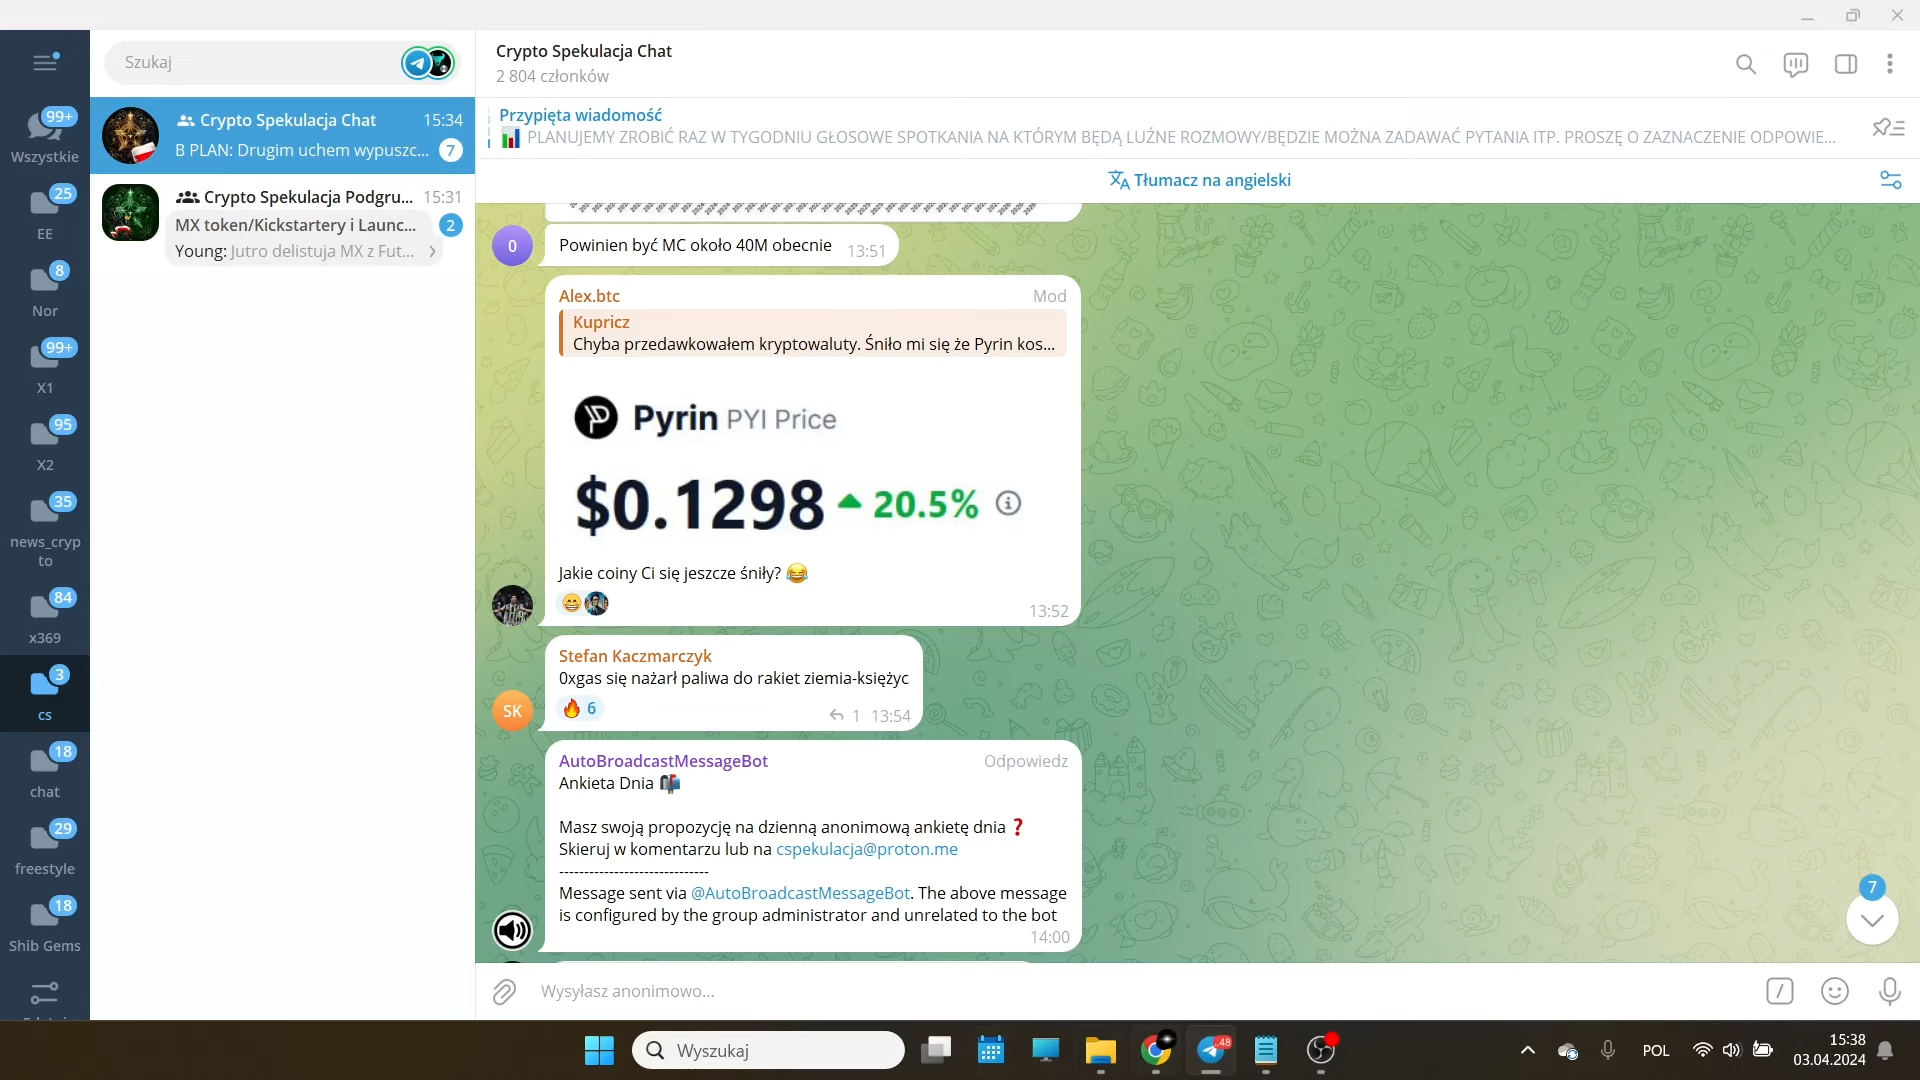 Szukaj
99+
Wszystkie
25
EE
8
Nor
99+
X1
95
X2
35
news_cryp
to
84
x369
3
cs
18
chat
29
freestyle
18
Shib Gems
Crypto Spekulacja Chat 15:34
B PLAN: Drugim uchem wypuszc... 7
Crypto Spekulacja Podgru... 15:31
MX token/Kickstartery i Launc... 2
Young: Jutro delistuja MX z Fut...
Crypto Spekulacja Chat
2 804 członków
Przypięta wiadomość
PLANUJEMY ZROBIĆ RAZ W TYGODNIU GŁOSOWE SPOTKANIA NA KTÓRYM BĘDĄ LUŹNE ROZMOWY/BĘDZIE MOŻNA ZADAWAĆ PYTANIA ITP. PROSZĘ O ZAZNACZENIE ODPOWIE...
Tłumacz na angielski
0
Powinien być MC około 40M obecnie 13:51
Alex.btc Mod
Kupricz
Chyba przedawkowałem kryptowaluty. Śniło mi się że Pyrin kos...
Pyrin PYI Price
$0.1298 20.5%
Jakie coiny Ci się jeszcze śniły? 😂
13:52
Stefan Kaczmarczyk
0xgas się nażarł paliwa do rakiet ziemia-księżyc
SK
🔥 6
1 13:54
AutoBroadcastMessageBot Odpowiedz
Ankieta Dnia 📬
Masz swoją propozycję na dzienną anonimową ankietę dnia ❓
Skieruj w komentarzu lub na cspekulacja@proton.me
------------------------------
Message sent via @AutoBroadcastMessageBot. The above message
is configured by the group administrator and unrelated to the bot
14:00
7
Wysyłasz anonimowo...
Wyszukaj
48
POL
15:38
03.04.2024